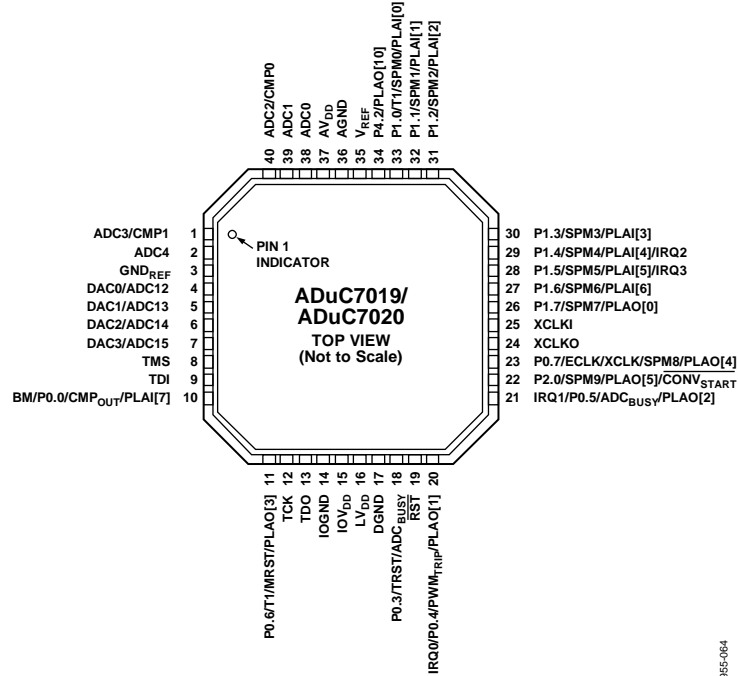 40 ADC2/CMP0
39 ADC1
38 ADC0
37 AVDD
36 AGND
35 VREF
34 P4.2/PLAO[10]
33 P1.0/T1/SPM0/PLAI[0]
32 P1.1/SPM1/PLAI[1]
31 P1.2/SPM2/PLAI[2]
ADC3/CMP1 1
ADC4 2
GNDREF 3
DAC0/ADC12 4
DAC1/ADC13 5
DAC2/ADC14 6
DAC3/ADC15 7
TMS 8
TDI 9
BM/P0.0/CMPOUT/PLAI[7] 10
PIN 1
INDICATOR
ADuC7019/
ADuC7020
TOP VIEW
(Not to Scale)
30 P1.3/SPM3/PLAI[3]
29 P1.4/SPM4/PLAI[4]/IRQ2
28 P1.5/SPM5/PLAI[5]/IRQ3
27 P1.6/SPM6/PLAI[6]
26 P1.7/SPM7/PLAO[0]
25 XCLKI
24 XCLKO
23 P0.7/ECLK/XCLK/SPM8/PLAO[4]
22 P2.0/SPM9/PLAO[5]/CONVSTART
21 IRQ1/P0.5/ADCBUSY/PLAO[2]
P0.6/T1/MRST/PLAO[3] 11
TCK 12
TDO 13
IOGND 14
IOVDD 15
LVDD 16
DGND 17
P0.3/TRST/ADCBUSY 18
RST 19
IRQ0/P0.4/PWMTRIP/PLAO[1] 20